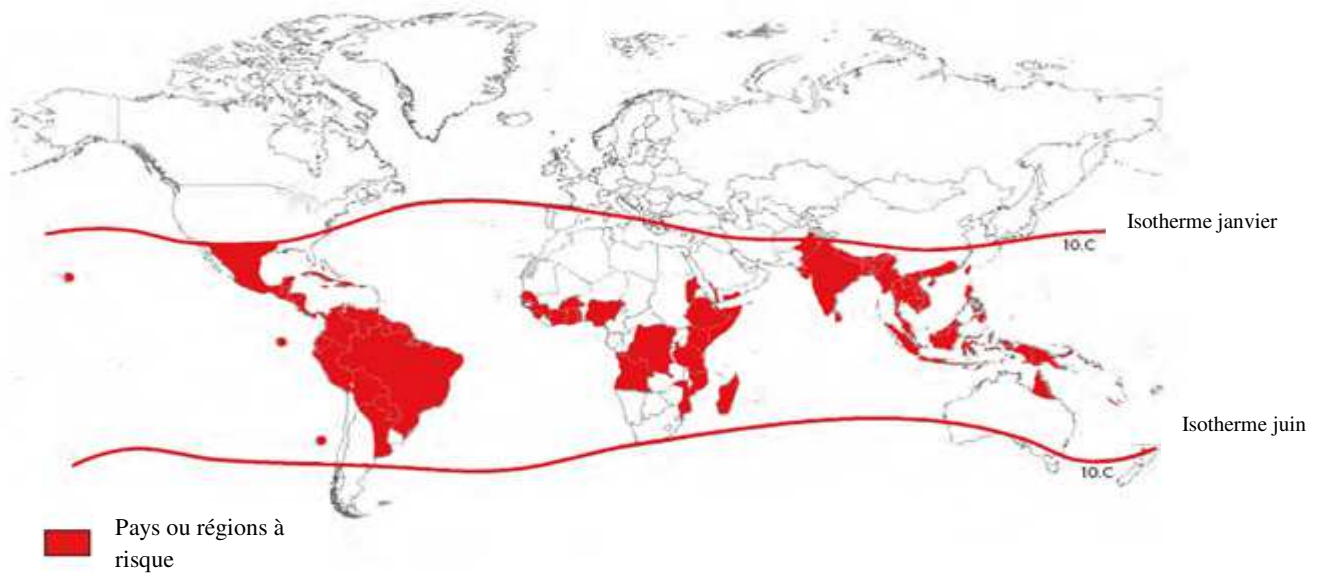 Isotherme janvier
10.C
Isotherme juin
10.C
Pays ou régions à
risque